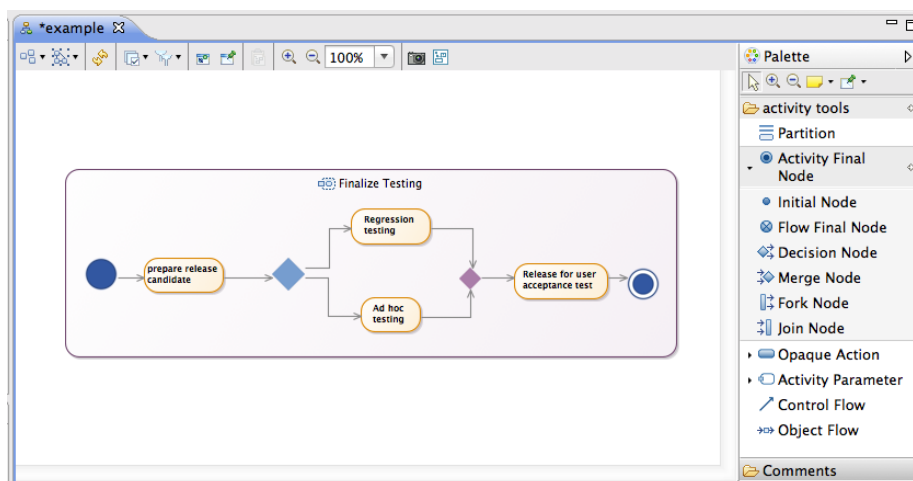 *example
100%
Palette
activity tools
Partition
Activity Final
Node
Initial Node
Flow Final Node
Decision Node
Merge Node
Fork Node
Join Node
Opaque Action
Activity Parameter
Control Flow
Object Flow
Comments
Finalize Testing
prepare release
candidate
Regression
testing
Ad hoc
testing
Release for user
acceptance test